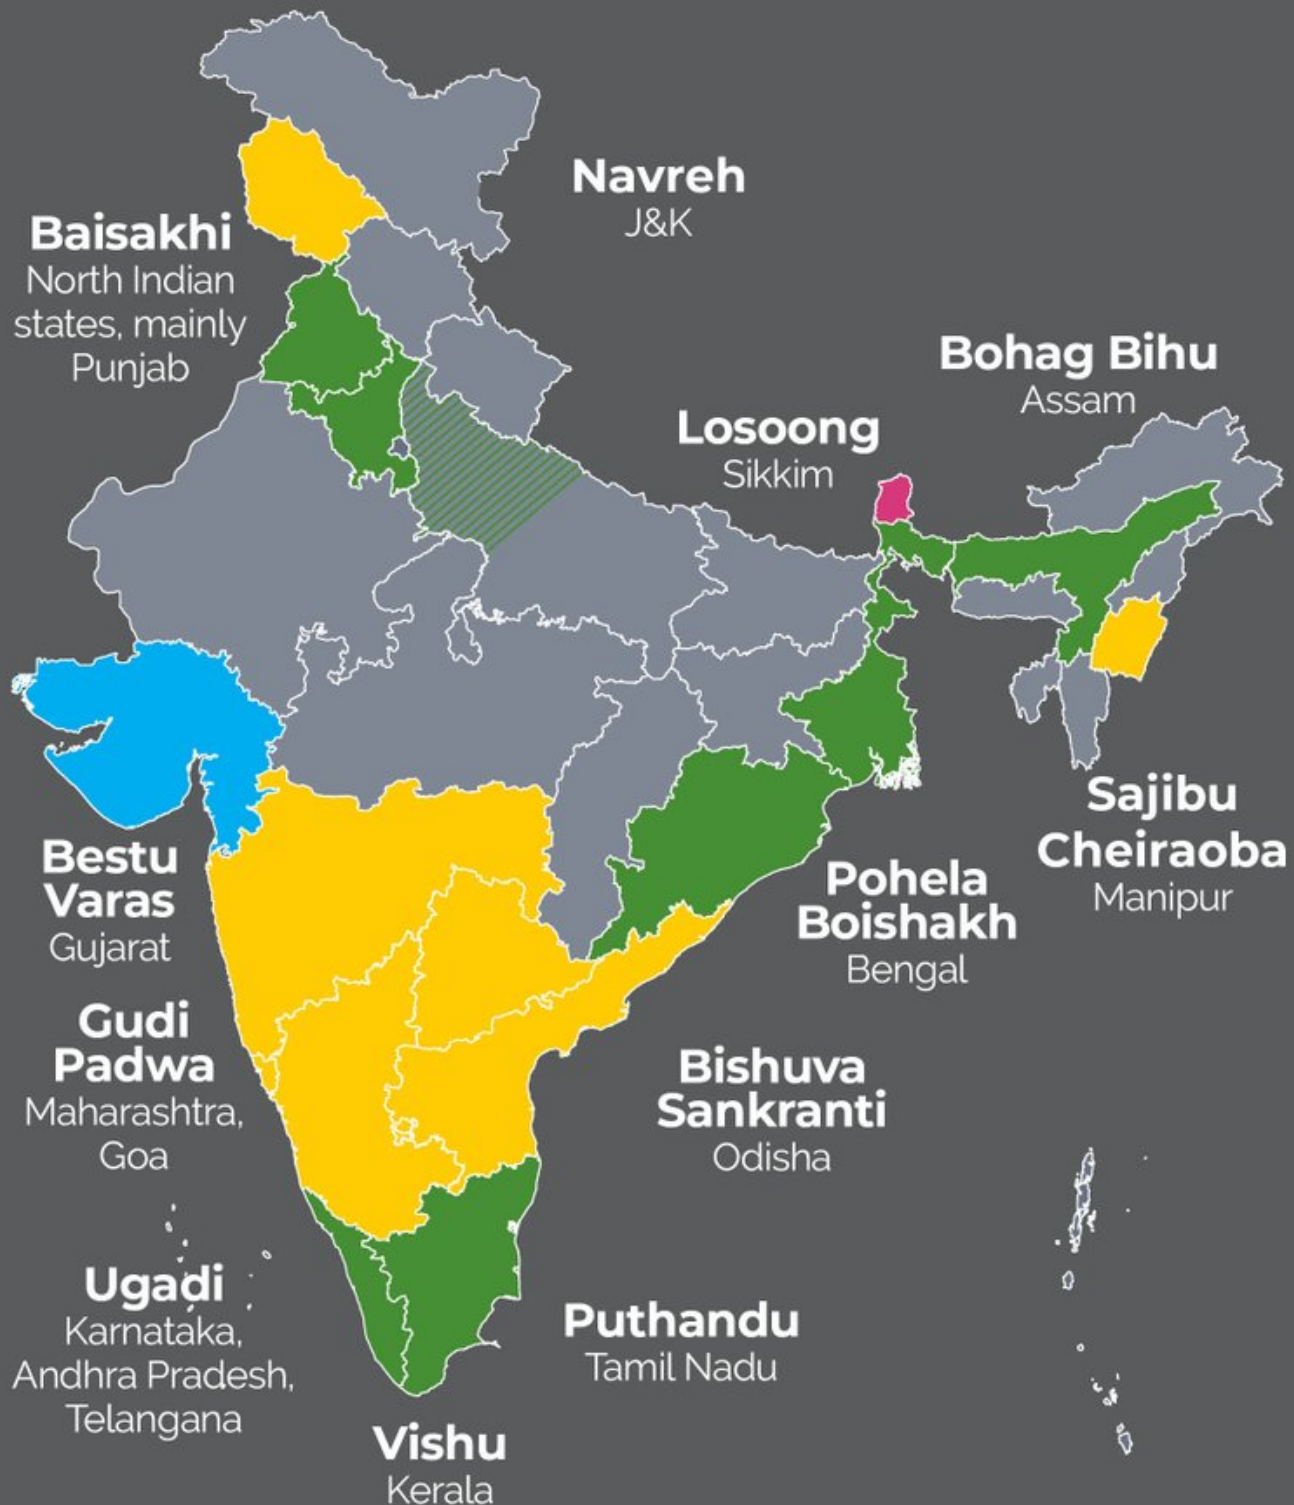 Navreh
J&K
Baisakhi
North Indian
states, mainly
Punjab
Bohag Bihu
Assam
Losoong
Sikkim
Sajibu
Cheiraoba
Manipur
Bestu
Varas
Gujarat
Pohela
Boishakh
Bengal
Gudi
Padwa
Maharashtra,
Goa
Bishuva
Sankranti
Odisha
Ugadi
Karnataka,
Andhra Pradesh,
Telangana
Puthandu
Tamil Nadu
Vishu
Kerala